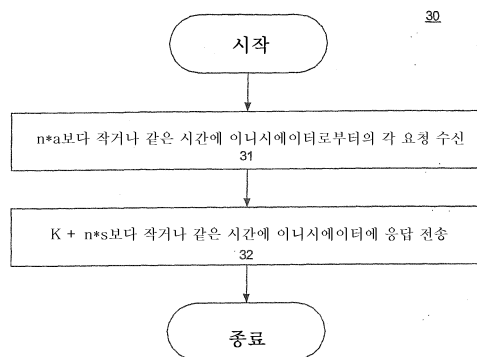 30
시작
n*a보다 작거나 같은 시간에 이니시에이터로부터의 각 요청 수신
31
K + n*s보다 작거나 같은 시간에 이니시에이터에 응답 전송
32
종료